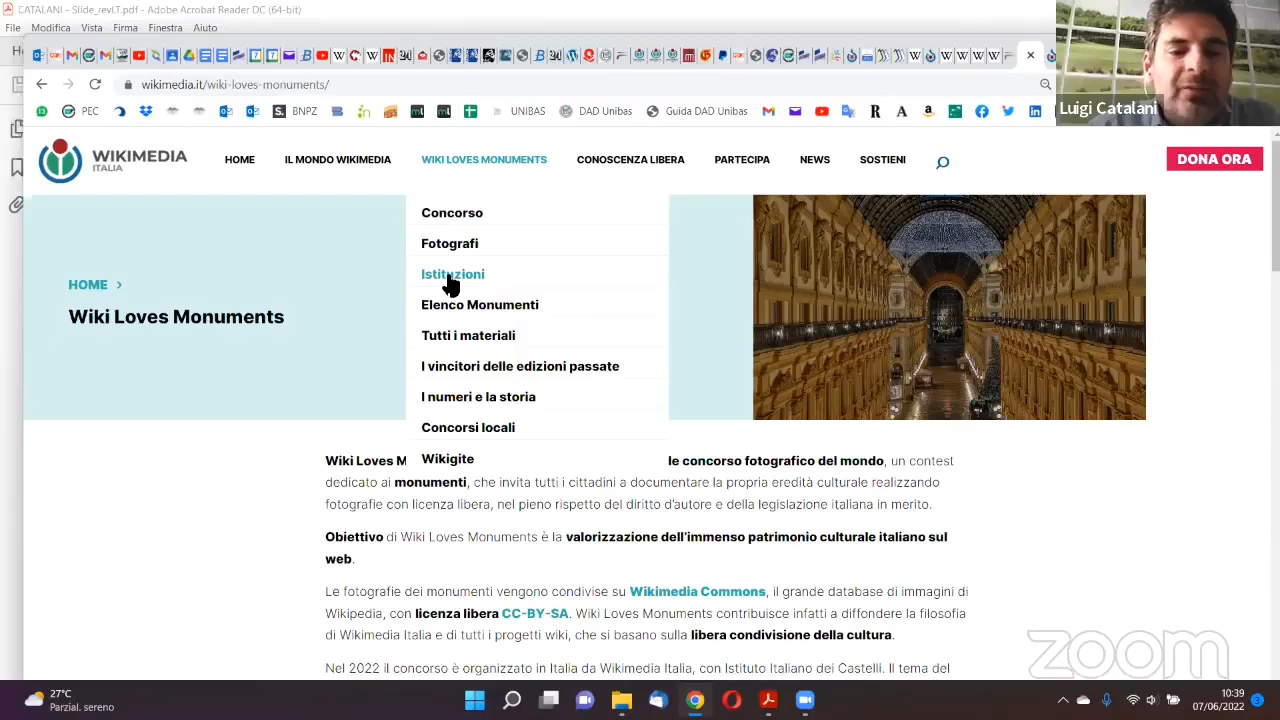 CATALANI - Slide_revLT.pdf - Adobe Acrobat Reader DC (64-bit)
File Modifica Vista Firma Finestra Aiuto
wikimedia.it/wiki-loves-monuments/
PEC BNPZ UNIBAS DAD Unibas Guida DAD Unibas
Luigi Catalani
WIKIMEDIA
ITALIA
HOME IL MONDO WIKIMEDIA WIKI LOVES MONUMENTS CONOSCENZA LIBERA PARTECIPA NEWS SOSTIENI
DONA ORA
HOME >
Wiki Loves Monuments
Concorso
Fotografi
Istituzioni
Elenco Monumenti
Tutti i materiali
I vincitori delle edizioni passate
I numeri e la storia
Concorsi locali
Wikigite
Wiki Loves M le concorso fotografico del mondo, un contest
dedicato ai monumenti, che invita tutti i cittadini a documentare la propria eredità culturale realizzando
fotografie con licenza libera, nel pieno rispetto del diritto d'autore e della legislazione italiana in merito.
Obiettivo di Wiki Loves Monuments è la valorizzazione dell'immenso patrimonio culturale italiano sul
web.
Le fotografie dei monumenti vengono condivise su Wikimedia Commons, il grande database di immagini di
Wikipedia, con licenza libera CC-BY-SA. Wiki Loves Monuments contribuisce infatti a diffondere la filosofia
di Wikimedia Italia e di tutti i progetti wiki, che si basano sulla libera condivisione della cultura.
Nel 2022 il concorso è organizzato in Italia da Wikimedia Italia, con Istituto Italiano dei Castelli. Il tema del
zoom
27°C
Parzial. sereno
10:39
07/06/2022
3